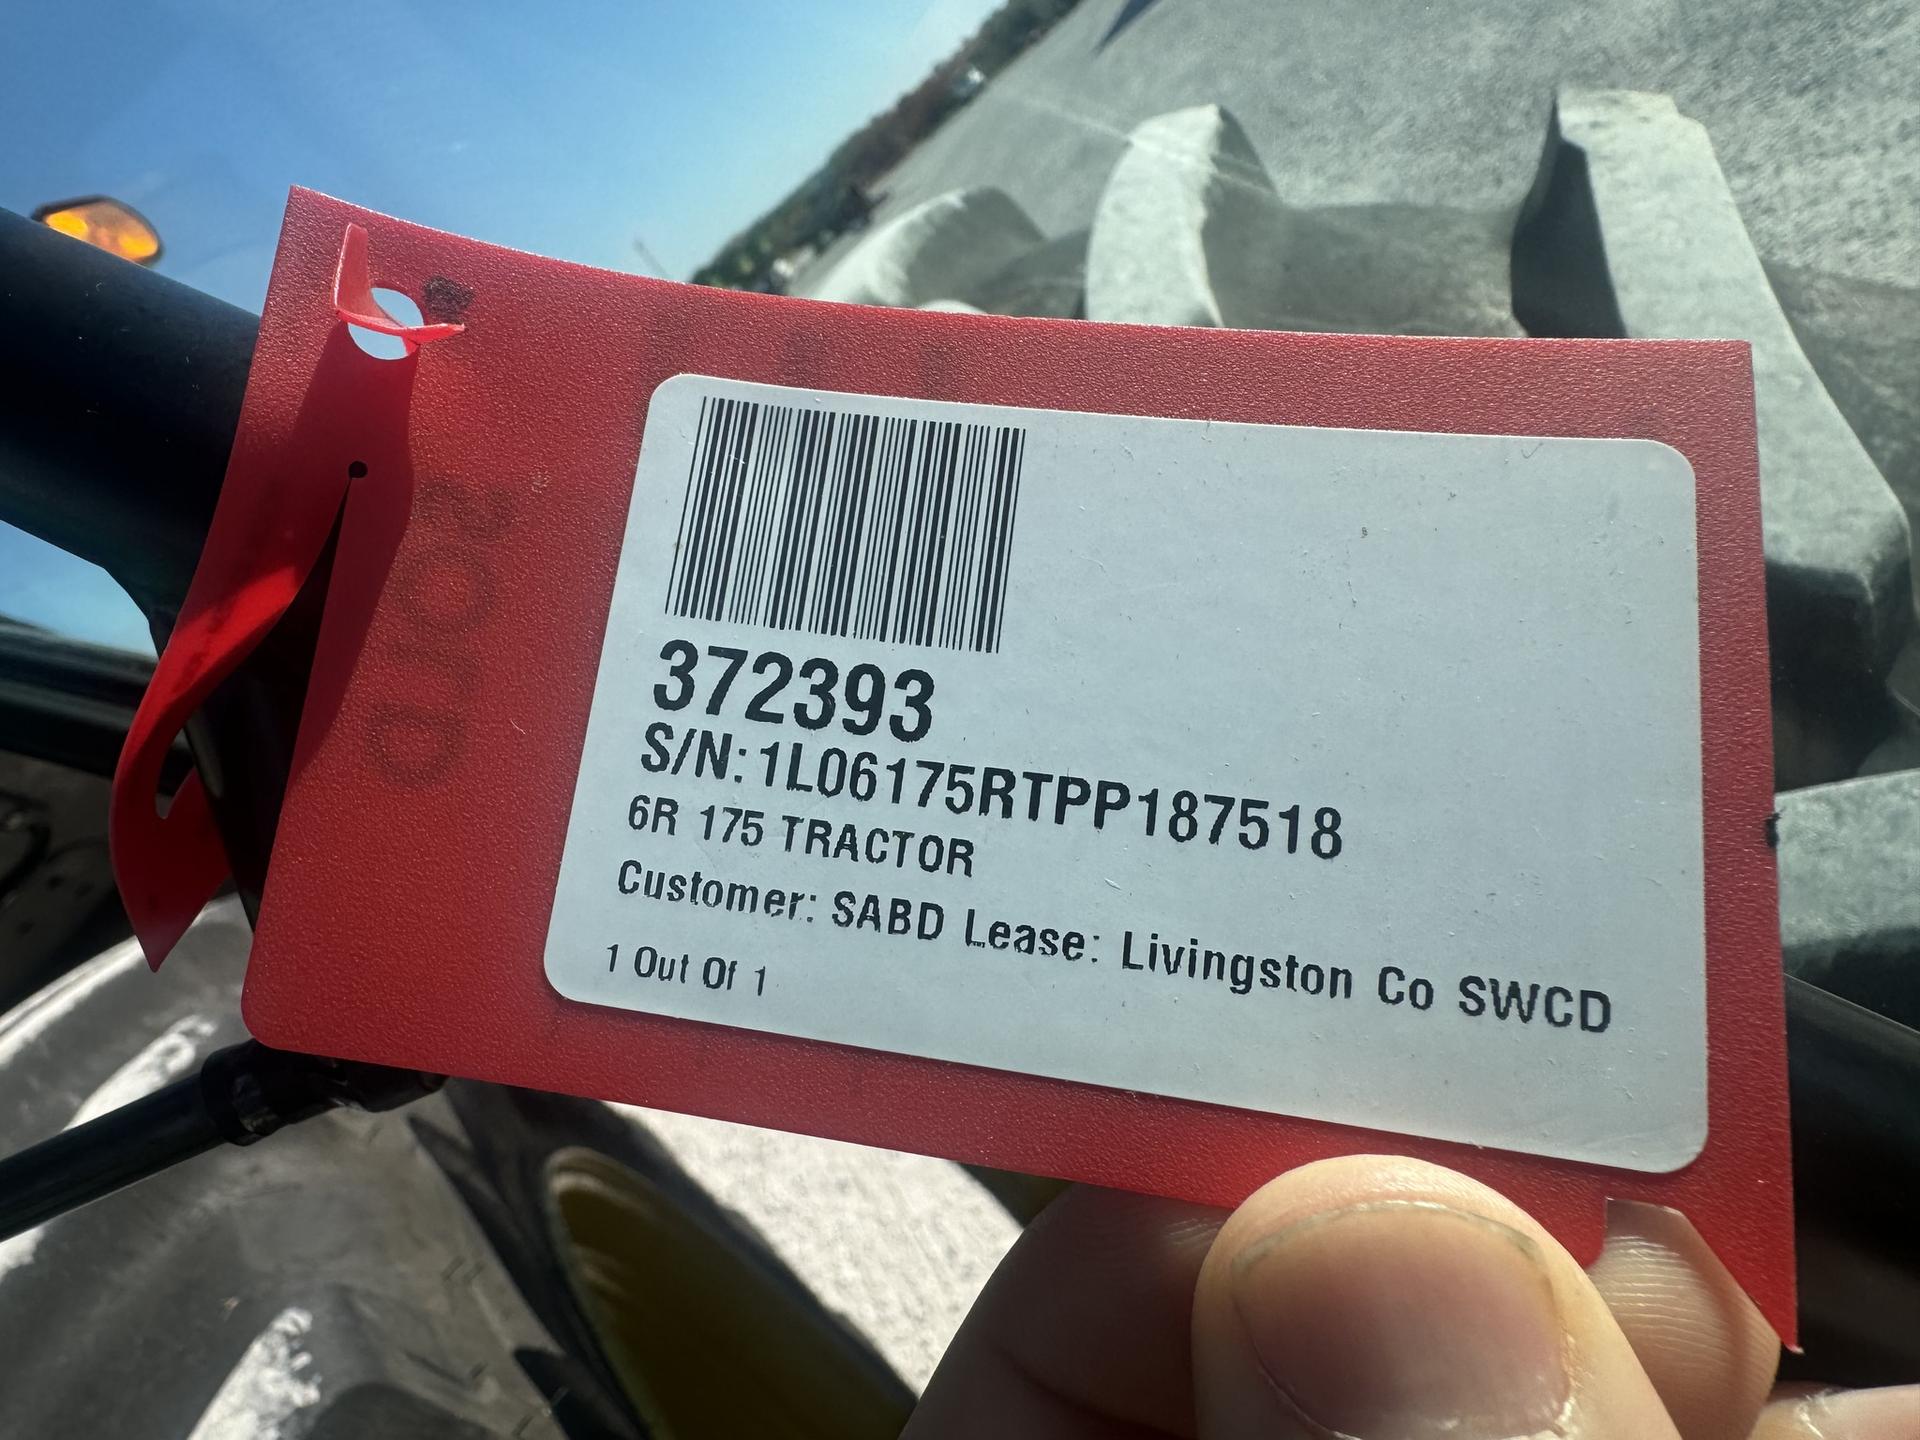 372393
S/N:1L06175RTPP187518
6R 175 TRACTOR
Customer: SABD Lease: Livingston Co SWCD
1 Out Of 1